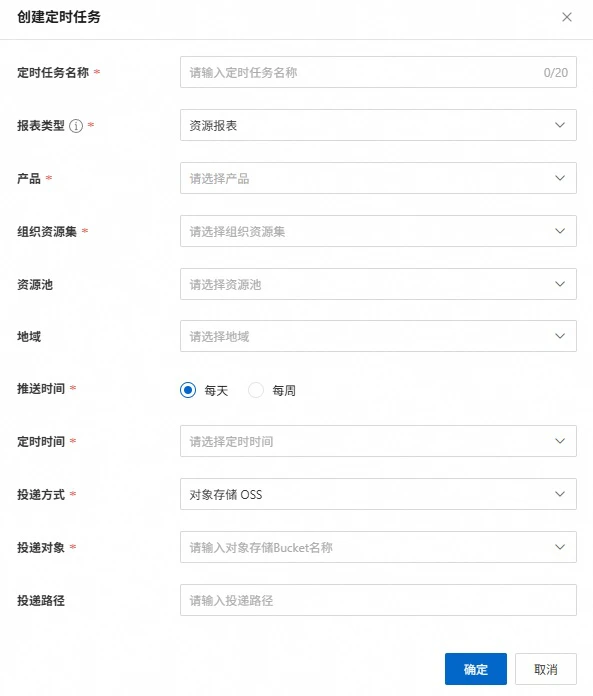 创建定时任务
定时任务名称 * 请输入定时任务名称 0/20
报表类型 * 资源报表
产品 * 请选择产品
组织资源集 * 请选择组织资源集
资源池 请选择资源池
地域 请选择地域
推送时间 * 每天 每周
定时时间 * 请选择定时时间
投递方式 * 对象存储 OSS
投递对象 * 请输入对象存储Bucket名称
投递路径 请输入投递路径
确定 取消